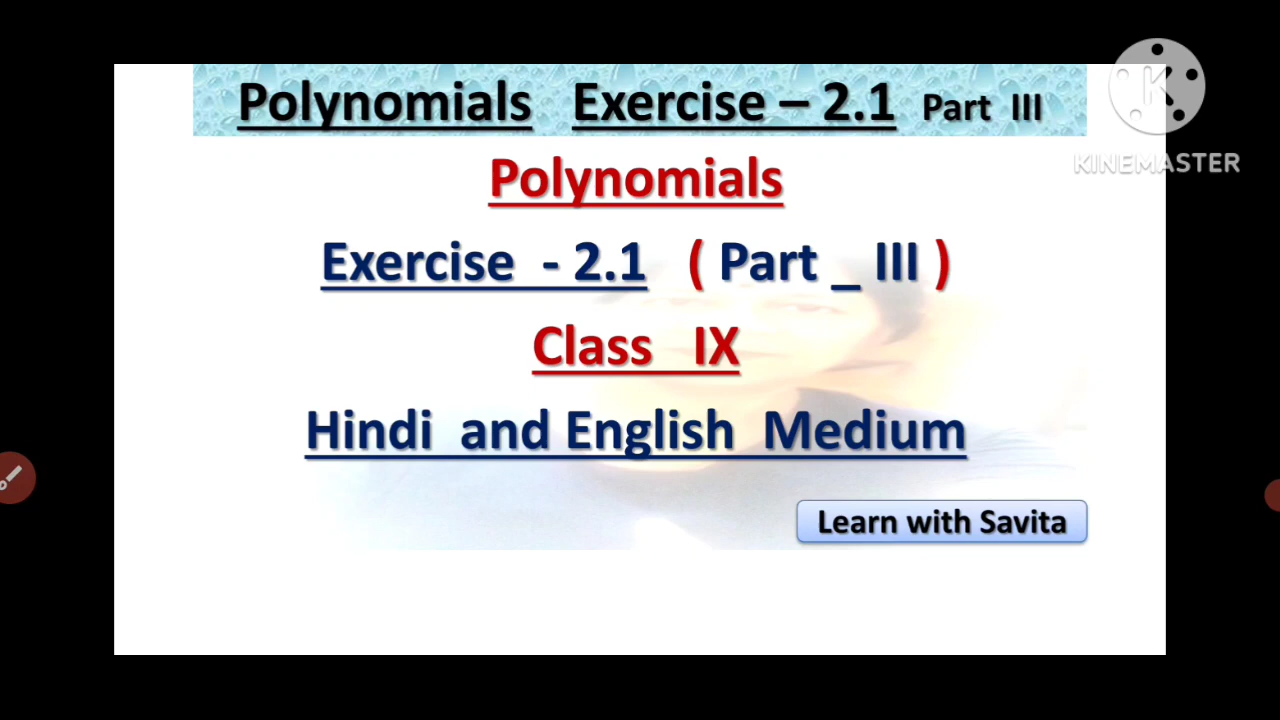 Polynomials Exercise – 2.1 Part III
KINEMASTER
Polynomials
Exercise - 2.1 ( Part _ III )
Class IX
Hindi and English Medium
Learn with Savita